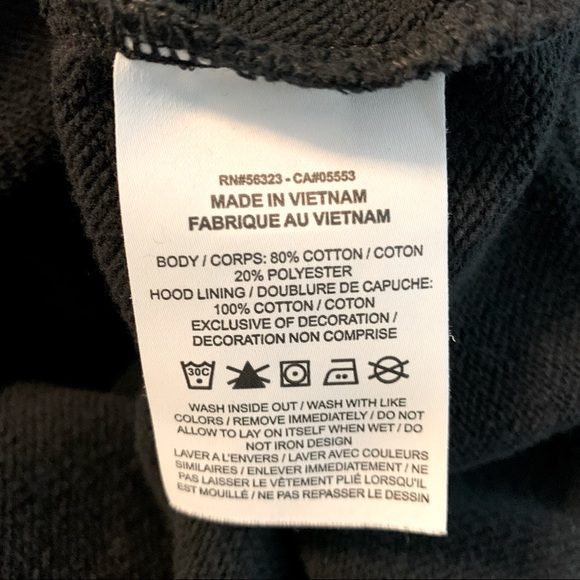 RN#56323 - CA#05553
MADE IN VIETNAM
FABRIQUE AU VIETNAM
BODY / CORPS: 80% COTTON / COTON
20% POLYESTER
HOOD LINING / DOUBLURE DE CAPUCHE:
100% COTTON / COTON
EXCLUSIVE OF DECORATION /
DECORATION NON COMPRISE
30C
WASH INSIDE OUT / WASH WITH LIKE
COLORS / REMOVE IMMEDIATELY / DO NOT
ALLOW TO LAY ON ITSELF WHEN WET / DO
NOT IRON DESIGN
LAVER A L'ENVERS / LAVER AVEC COULEURS
SIMILAIRES / ENLEVER IMMÉDIATEMENT / NE
PAS LAISSER LE VÊTEMENT PLIÉ LORSQU'IL
EST MOUILLÉ / NE PAS REPASSER LE DESSIN